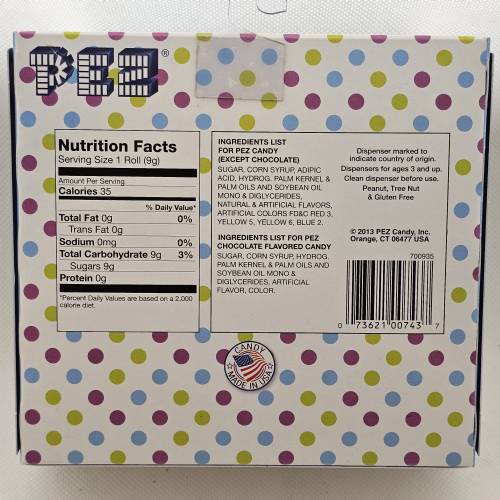 PEZ®
Nutrition Facts
Serving Size 1 Roll (9g)
Amount Per Serving
Calories 35
% Daily Value*
Total Fat 0g 0%
Trans Fat 0g
Sodium 0mg 0%
Total Carbohydrate 9g 3%
Sugars 9g
Protein 0g
*Percent Daily Values are based on a 2,000
calorie diet.
INGREDIENTS LIST
FOR PEZ CANDY
(EXCEPT CHOCOLATE)
SUGAR, CORN SYRUP, ADIPIC
ACID, HYDROG. PALM KERNEL &
PALM OILS AND SOYBEAN OIL
MONO & DIGLYCERIDES,
NATURAL & ARTIFICIAL FLAVORS,
ARTIFICIAL COLORS FD&C RED 3,
YELLOW 5, YELLOW 6, BLUE 2.
INGREDIENTS LIST FOR PEZ
CHOCOLATE FLAVORED CANDY
SUGAR, CORN SYRUP, HYDROG.
PALM KERNEL & PALM OILS AND
SOYBEAN OIL MONO &
DIGLYCERIDES, ARTIFICIAL
FLAVOR, COLOR.
Dispenser marked to
indicate country of origin.
Dispensers for ages 3 and up.
Clean dispenser before use.
Peanut, Tree Nut
& Gluten Free
© 2013 PEZ Candy, Inc.
Orange, CT 06477 USA
700935
0 73621 00743 7
CANDY
MADE IN USA